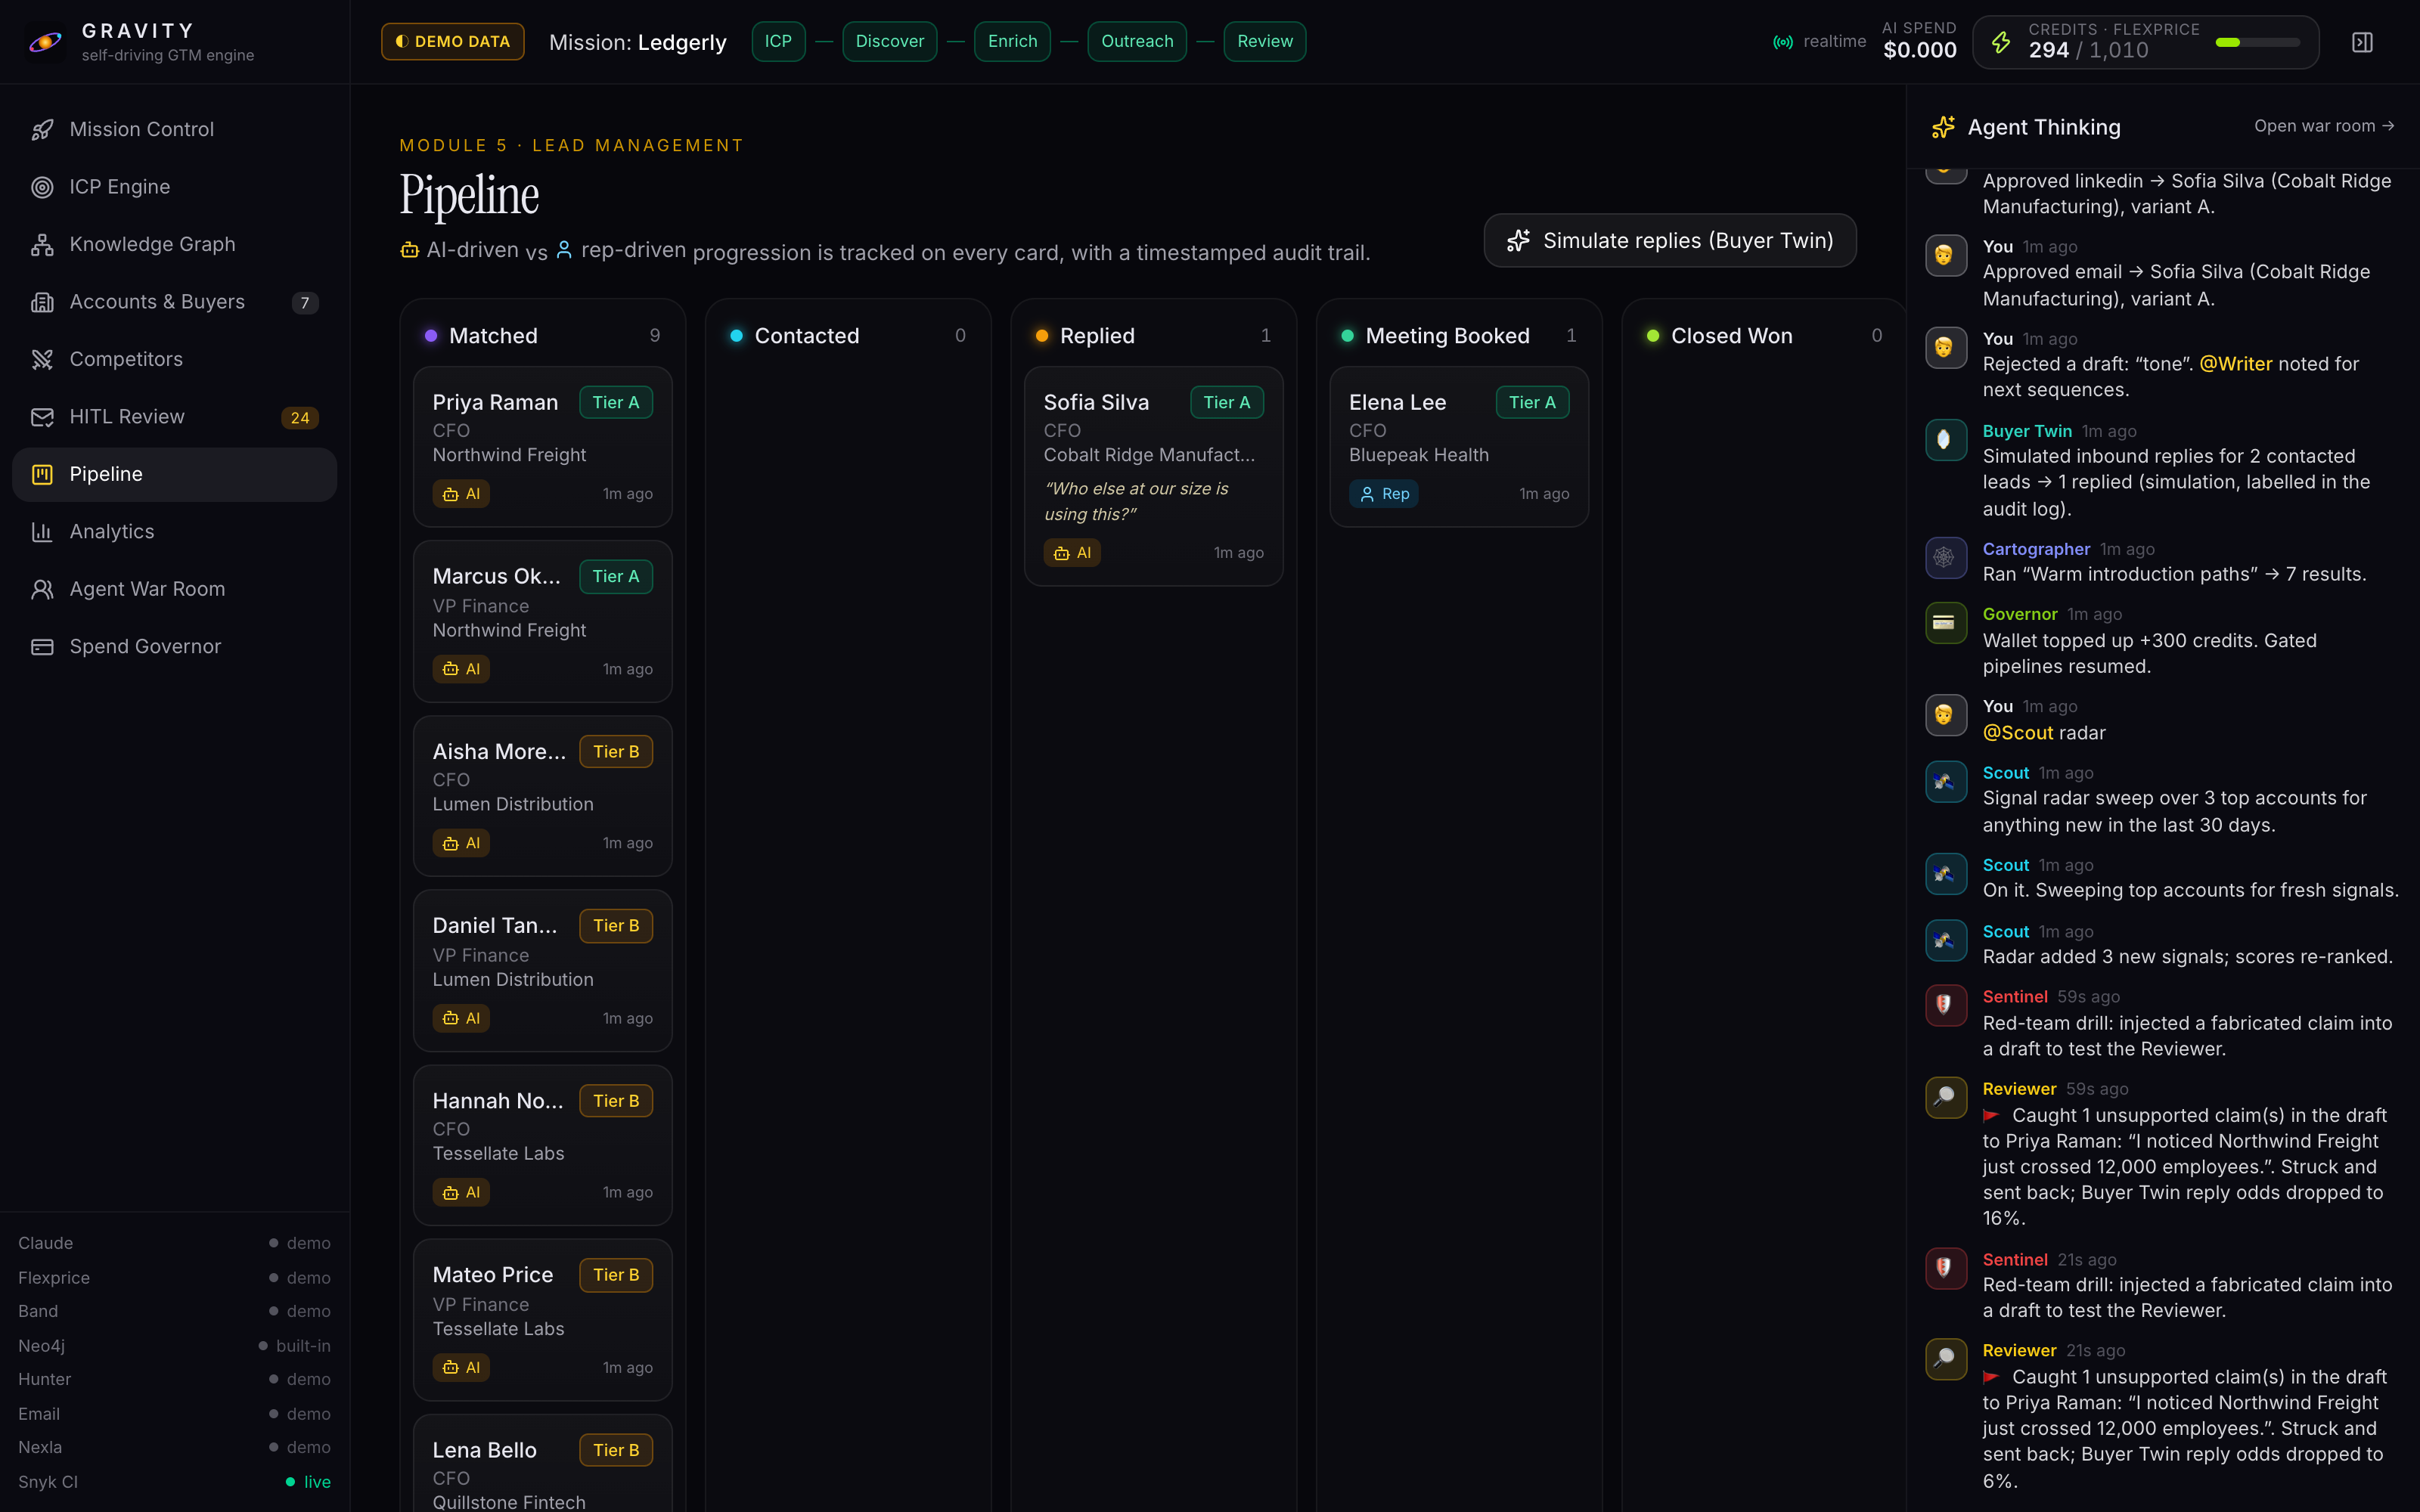 GRAVITY
self-driving GTM engine
DEMO DATA
Mission: Ledgerly
ICP
Discover
Enrich
Outreach
Review
realtime
AI SPEND
$0.000
CREDITS · FLEXPRICE
294 / 1,010
Mission Control
ICP Engine
Knowledge Graph
Accounts & Buyers 7
Competitors
HITL Review 24
Pipeline
Analytics
Agent War Room
Spend Governor
Claude demo
Flexprice demo
Band demo
Neo4j built-in
Hunter demo
Email demo
Nexla demo
Snyk CI live
MODULE 5 · LEAD MANAGEMENT
Pipeline
AI-driven vs rep-driven progression is tracked on every card, with a timestamped audit trail.
Simulate replies (Buyer Twin)
Matched 9
Priya Raman Tier A
CFO
Northwind Freight
AI 1m ago
Marcus Ok... Tier A
VP Finance
Northwind Freight
AI 1m ago
Aisha More... Tier B
CFO
Lumen Distribution
AI 1m ago
Daniel Tan... Tier B
VP Finance
Lumen Distribution
AI 1m ago
Hannah No... Tier B
CFO
Tessellate Labs
AI 1m ago
Mateo Price Tier B
VP Finance
Tessellate Labs
AI 1m ago
Lena Bello Tier B
CFO
Quillstone Fintech
Contacted 0
Replied 1
Sofia Silva Tier A
CFO
Cobalt Ridge Manufact...
“Who else at our size is
using this?”
AI 1m ago
Meeting Booked 1
Elena Lee Tier A
CFO
Bluepeak Health
Rep 1m ago
Closed Won 0
Agent Thinking
Open war room →
Approved linkedin → Sofia Silva (Cobalt Ridge
Manufacturing), variant A.
You 1m ago
Approved email → Sofia Silva (Cobalt Ridge
Manufacturing), variant A.
You 1m ago
Rejected a draft: “tone”. @Writer noted for
next sequences.
Buyer Twin 1m ago
Simulated inbound replies for 2 contacted
leads → 1 replied (simulation, labelled in the
audit log).
Cartographer 1m ago
Ran “Warm introduction paths” → 7 results.
Governor 1m ago
Wallet topped up +300 credits. Gated
pipelines resumed.
You 1m ago
@Scout radar
Scout 1m ago
Signal radar sweep over 3 top accounts for
anything new in the last 30 days.
Scout 1m ago
On it. Sweeping top accounts for fresh signals.
Scout 1m ago
Radar added 3 new signals; scores re-ranked.
Sentinel 59s ago
Red-team drill: injected a fabricated claim into
a draft to test the Reviewer.
Reviewer 59s ago
Caught 1 unsupported claim(s) in the draft
to Priya Raman: “I noticed Northwind Freight
just crossed 12,000 employees.”. Struck and
sent back; Buyer Twin reply odds dropped to
16%.
Sentinel 21s ago
Red-team drill: injected a fabricated claim into
a draft to test the Reviewer.
Reviewer 21s ago
Caught 1 unsupported claim(s) in the draft
to Priya Raman: “I noticed Northwind Freight
just crossed 12,000 employees.”. Struck and
sent back; Buyer Twin reply odds dropped to
6%.